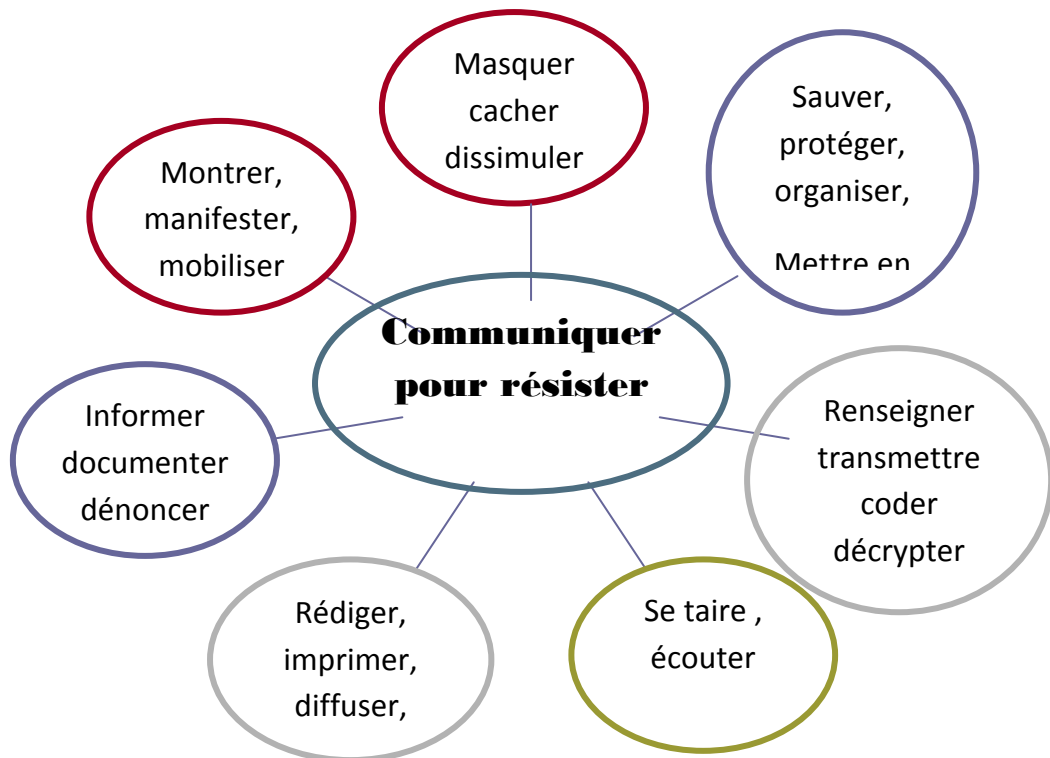 Masquer
cacher
dissimuler
Sauver,
protéger,
organiser,
Mettre en
Montrer,
manifester,
mobiliser
Communiquer
pour résister
Informer
documenter
dénoncer
Renseigner
transmettre
coder
décrypter
Rédiger,
imprimer,
diffuser,
Se taire ,
écouter